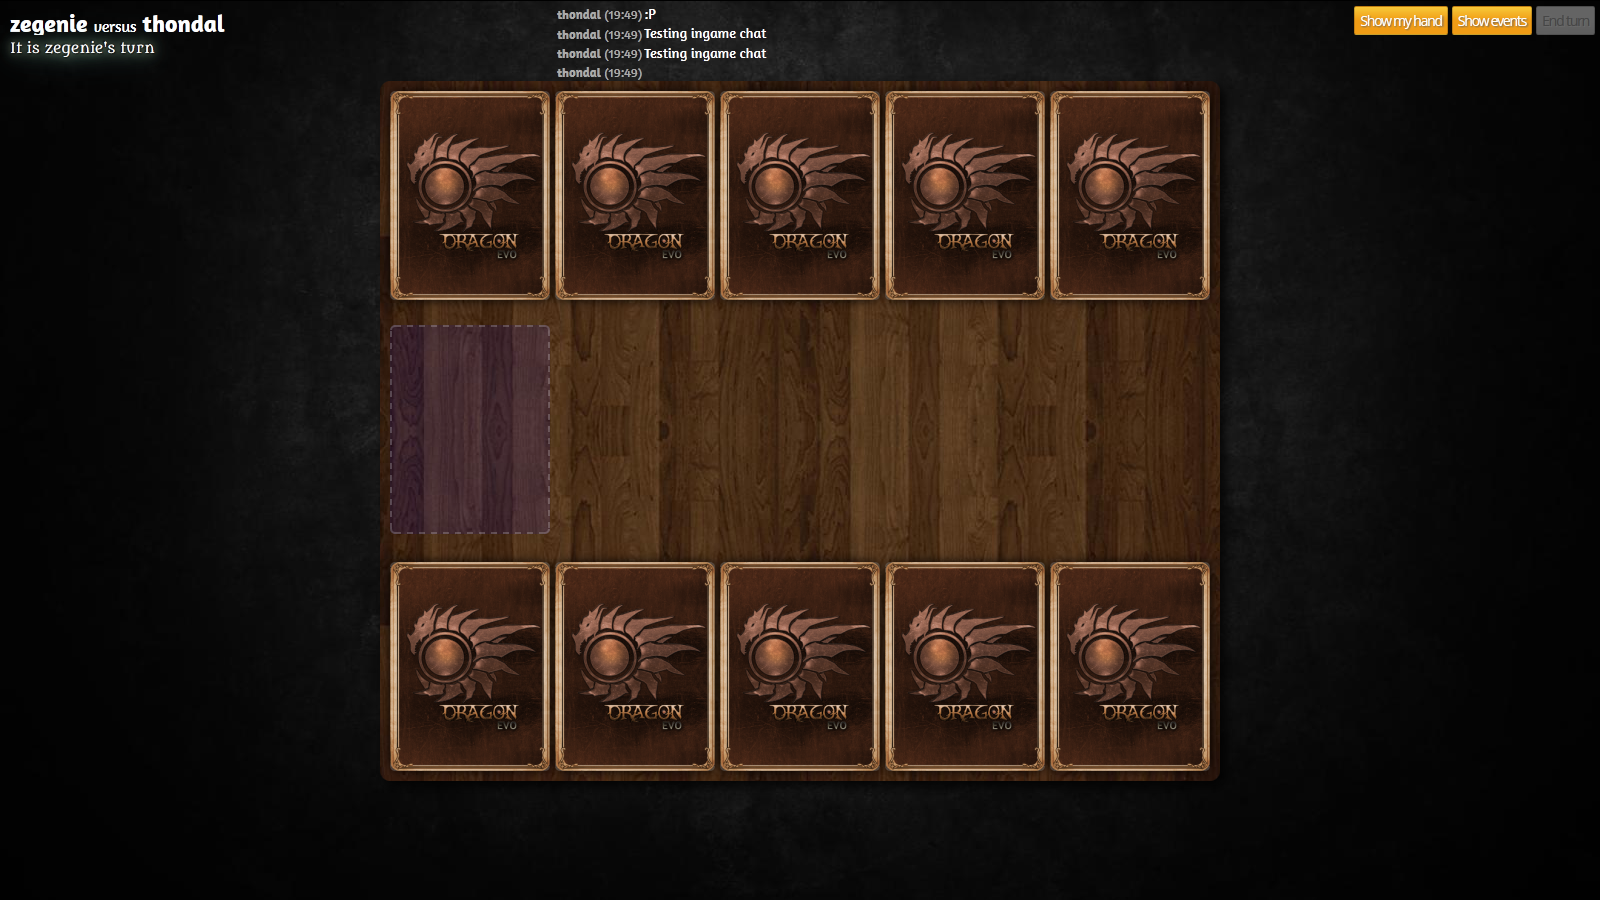 zegenie versus thondal
It is zegenie's turn
thondal (19:49) :P
thondal (19:49) Testing ingame chat
thondal (19:49) Testing ingame chat
thondal (19:49)
Show my hand
Show events
End turn
DRAGON
EVO
DRAGON
EVO
DRAGON
EVO
DRAGON
EVO
DRAGON
EVO
DRAGON
EVO
DRAGON
EVO
DRAGON
EVO
DRAGON
EVO
DRAGON
EVO